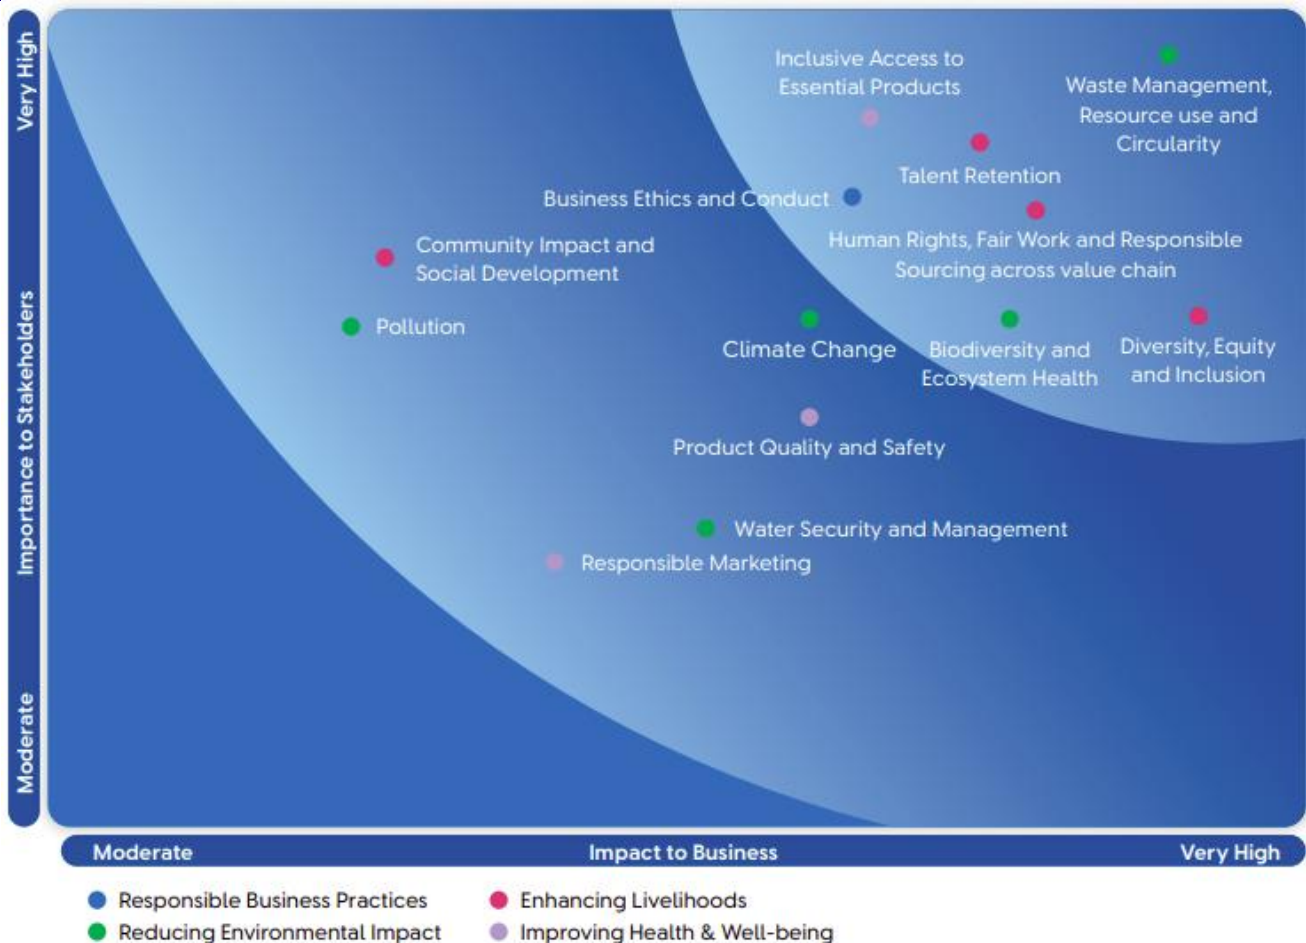 Very High
Importance to Stakeholders
Moderate
Inclusive Access to
Essential Products
Waste Management,
Resource use and
Circularity
Talent Retention
Business Ethics and Conduct
Human Rights, Fair Work and Responsible
Sourcing across value chain
Community Impact and
Social Development
Pollution
Climate Change
Biodiversity and
Ecosystem Health
Diversity, Equity
and Inclusion
Product Quality and Safety
Water Security and Management
Responsible Marketing
Moderate
Impact to Business
Very High
Responsible Business Practices
Enhancing Livelihoods
Reducing Environmental Impact
Improving Health & Well-being